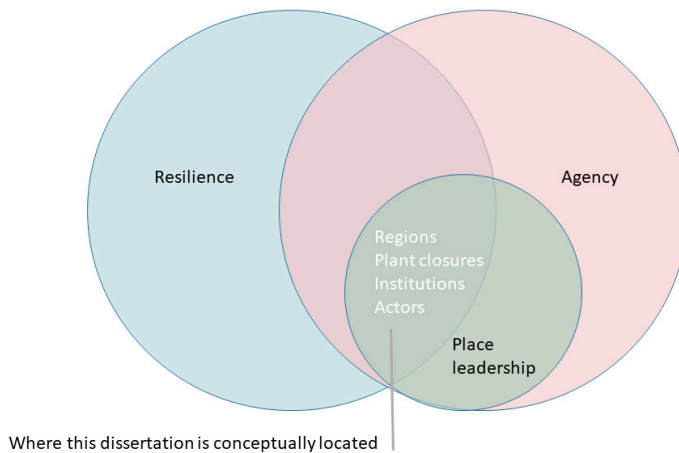 Resilience
Agency
Regions
Plant closures
Institutions
Actors
Place
leadership
Where this dissertation is conceptually located